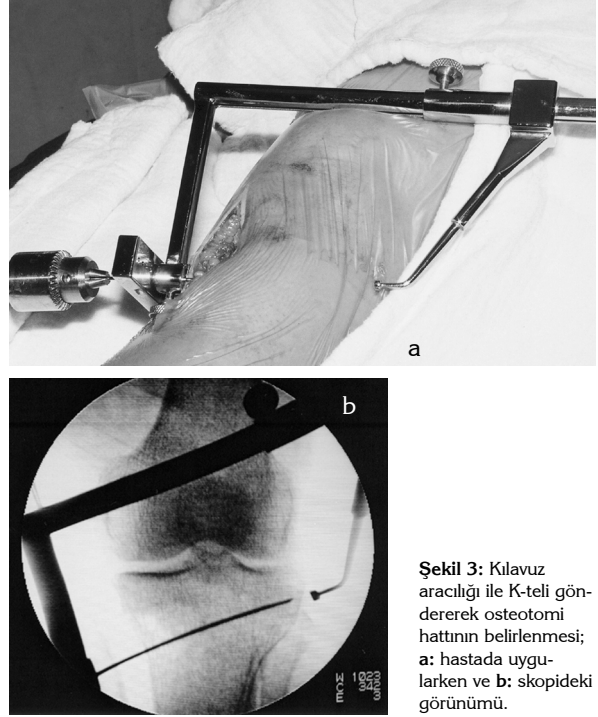 a
b
Şekil 3: Kılavuz
aracılığı ile K-teli gön-
dererek osteotomi
hattının belirlenmesi;
a: hastada uygu-
larken ve b: skopideki
görünümü.